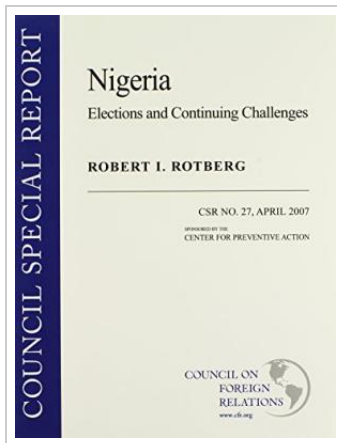 COUNCIL SPECIAL REPORT
Nigeria
Elections and Continuing Challenges
ROBERT I. ROTBERG
CSR NO. 27, APRIL 2007
SPONSORED BY THE
CENTER FOR PREVENTIVE ACTION
COUNCIL ON
FOREIGN
RELATIONS
www.cfr.org